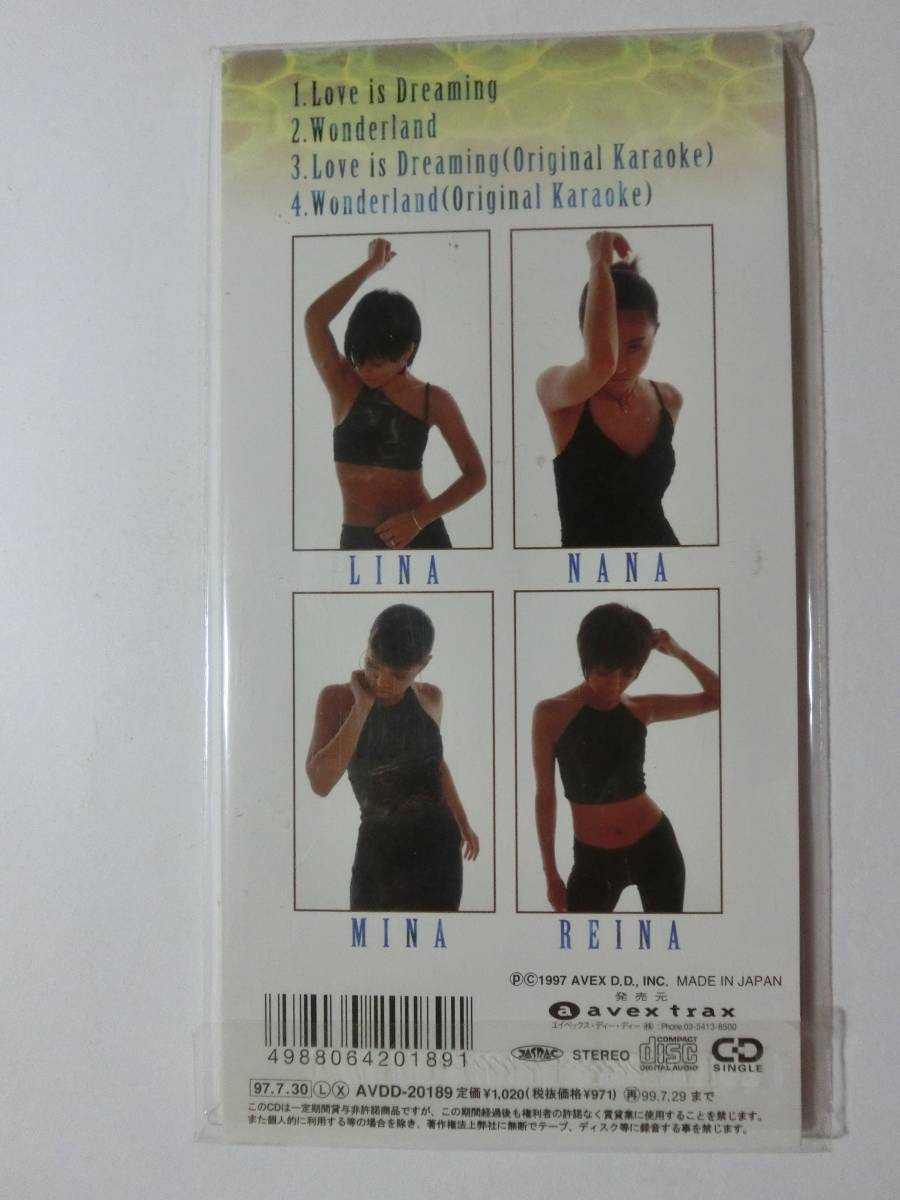 1.Love is Dreaming
2.Wonderland
3.Love is Dreaming(Original Karaoke)
4.Wonderland(Original Karaoke)
LINA NANA
MINA REINA
ⓟⓒ1997 AVEX D.D., INC. MADE IN JAPAN
発売元
a avex trax
エイベックス・ディー・ディー㈱ : Phone.03-5413-8500
4988064201891
JASRAC STEREO COMPACT disc DIGITAL AUDIO CD SINGLE
97.7.30 Ⓛ Ⓧ AVDD-20189 定価¥1,020(税抜価格¥971) ㊢99.7.29まで
このCDは一定期間貸与非許諾商品ですが、この期間経過後も権利者の許諾なく賃貸業に使用することを禁じます。
また個人的に利用する等の場合を除き、著作権法上弊社に無断でテープ、ディスク等に録音する事を禁じます。